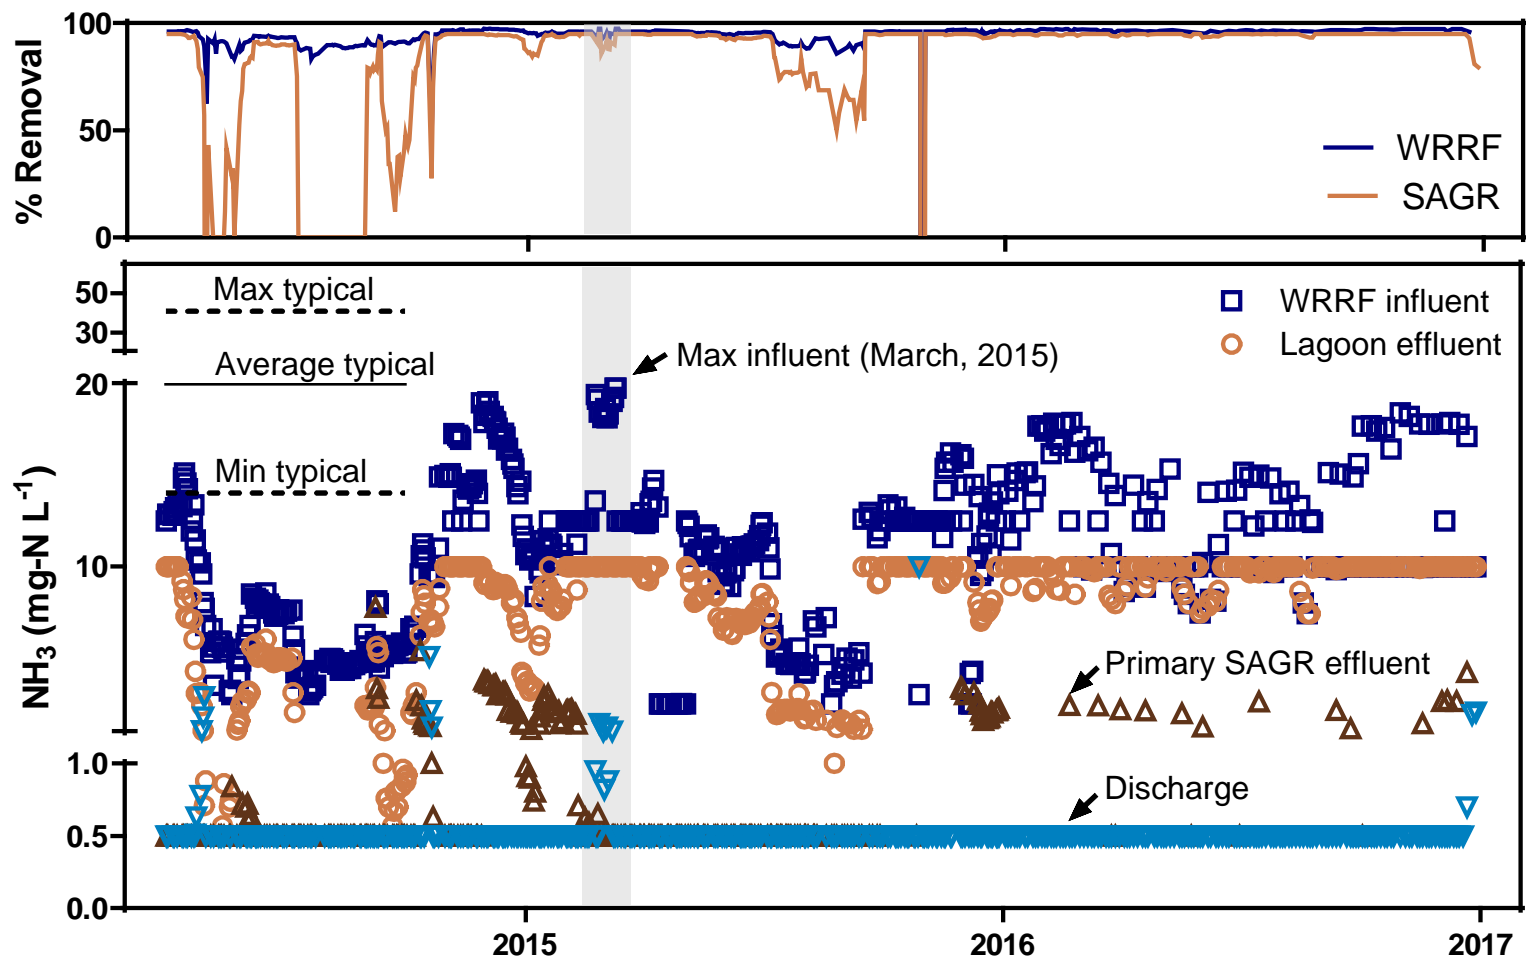 % Removal
100
50
0
WRRF
SAGR
NH3 (mg-N L-1)
50
30
20
10
1.0
0.5
0.0
Max typical
Average typical
Min typical
Max influent (March, 2015)
WRRF influent
Lagoon effluent
Primary SAGR effluent
Discharge
2015
2016
2017